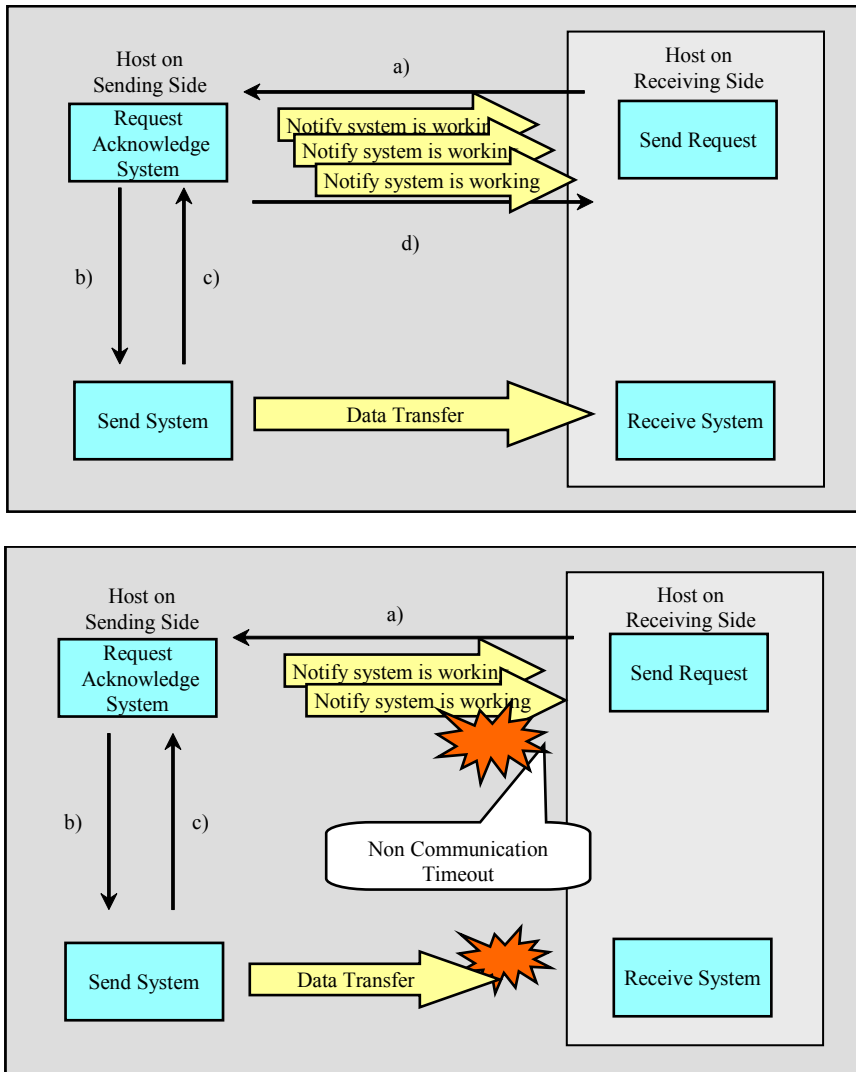 Host on
Sending Side
a)
Host on
Receiving Side
Request
Acknowledge
System
Notify system is workin
Notify system is workin
Notify system is working
Send Request
d)
b)
c)
Send System
Data Transfer
Receive System
Host on
Sending Side
a)
Host on
Receiving Side
Request
Acknowledge
System
Notify system is workin
Notify system is working
Send Request
b)
c)
Non Communication
Timeout
Send System
Data Transfer
Receive System